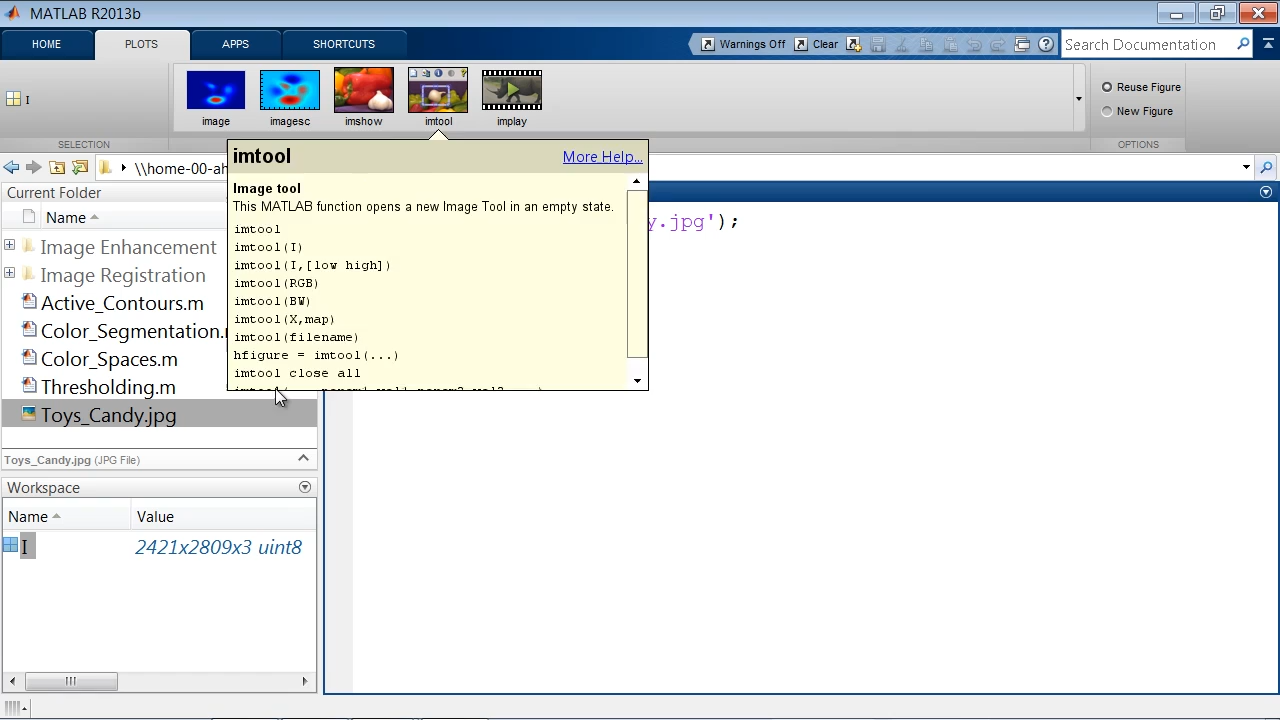 MATLAB R2013b
HOME
PLOTS
APPS
SHORTCUTS
Warnings Off
Clear
Search Documentation
I
image
imagesc
imshow
imtool
implay
Reuse Figure
New Figure
SELECTION
OPTIONS
\\home-00-ah
imtool
More Help...
Image tool
This MATLAB function opens a new Image Tool in an empty state.
imtool
imtool(I)
imtool(I,[low high])
imtool(RGB)
imtool(BW)
imtool(X,map)
imtool(filename)
hfigure = imtool(...)
imtool close all
y.jpg');
Current Folder
Name
Image Enhancement
Image Registration
Active_Contours.m
Color_Segmentation.
Color_Spaces.m
Thresholding.m
Toys_Candy.jpg
Toys_Candy.jpg (JPG File)
Workspace
Name
Value
I
2421x2809x3 uint8